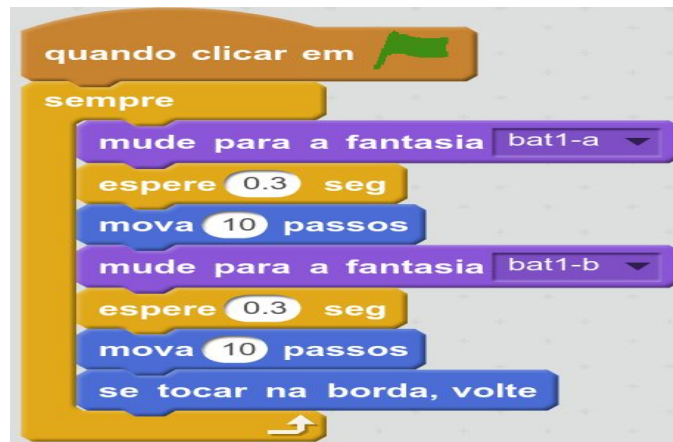 quando clicar em
sempre
mude para a fantasia bat1-a
espere 0.3 seg
mova 10 passos
mude para a fantasia bat1-b
espere 0.3 seg
mova 10 passos
se tocar na borda, volte